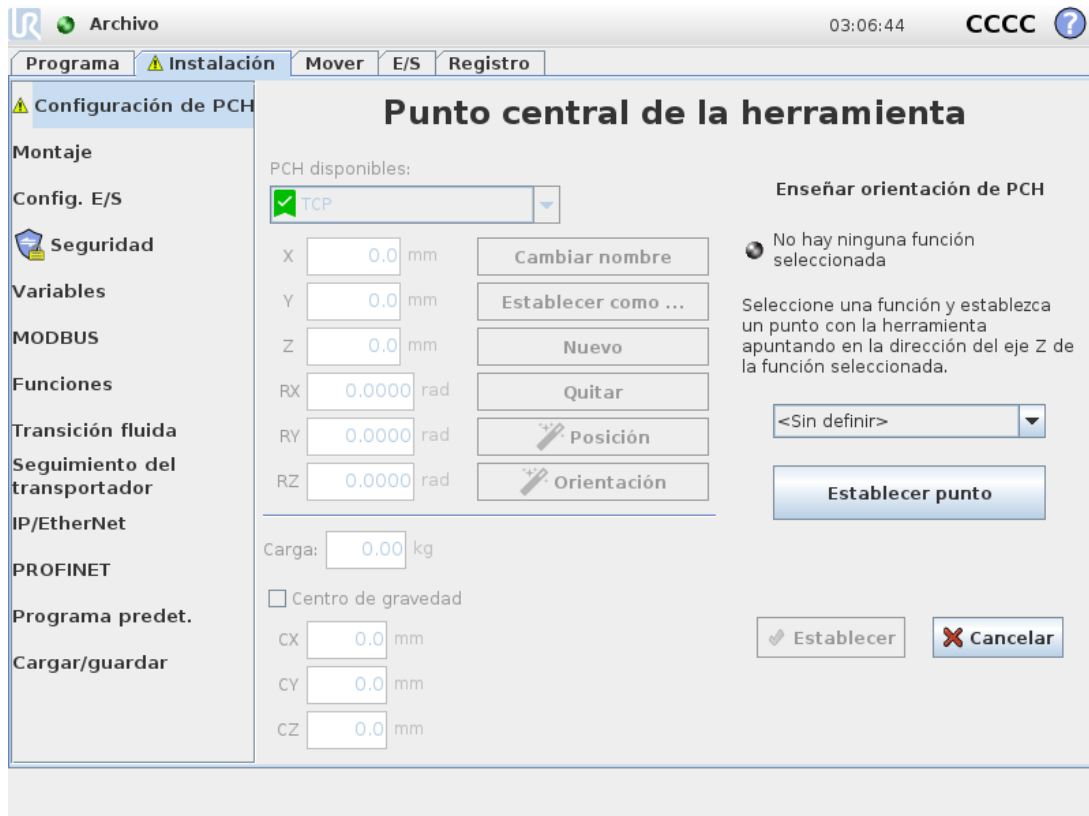 UR Archivo 03:06:44 CCCC ?
Programa Instalación Mover E/S Registro
Configuración de PCH
Montaje
Config. E/S
Seguridad
Variables
MODBUS
Funciones
Transición fluida
Seguimiento del
transportador
IP/EtherNet
PROFINET
Programa predet.
Cargar/guardar
Punto central de la herramienta
PCH disponibles:
TCP
X 0.0 mm Cambiar nombre
Y 0.0 mm Establecer como ...
Z 0.0 mm Nuevo
RX 0.0000 rad Quitar
RY 0.0000 rad Posición
RZ 0.0000 rad Orientación
Carga: 0.00 kg
Centro de gravedad
CX 0.0 mm
CY 0.0 mm
CZ 0.0 mm
Enseñar orientación de PCH
No hay ninguna función
seleccionada
Seleccione una función y establezca
un punto con la herramienta
apuntando en la dirección del eje Z de
la función seleccionada.
<Sin definir>
Establecer punto
Establecer Cancelar